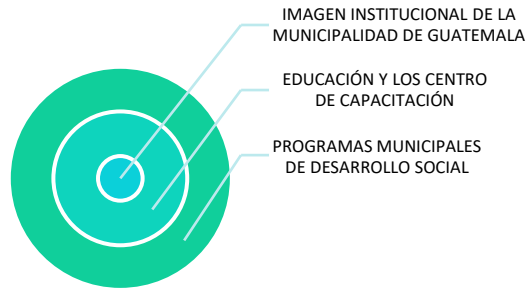 IMAGEN INSTITUCIONAL DE LA
MUNICIPALIDAD DE GUATEMALA
EDUCACIÓN Y LOS CENTRO
DE CAPACITACIÓN
PROGRAMAS MUNICIPALES
DE DESARROLLO SOCIAL